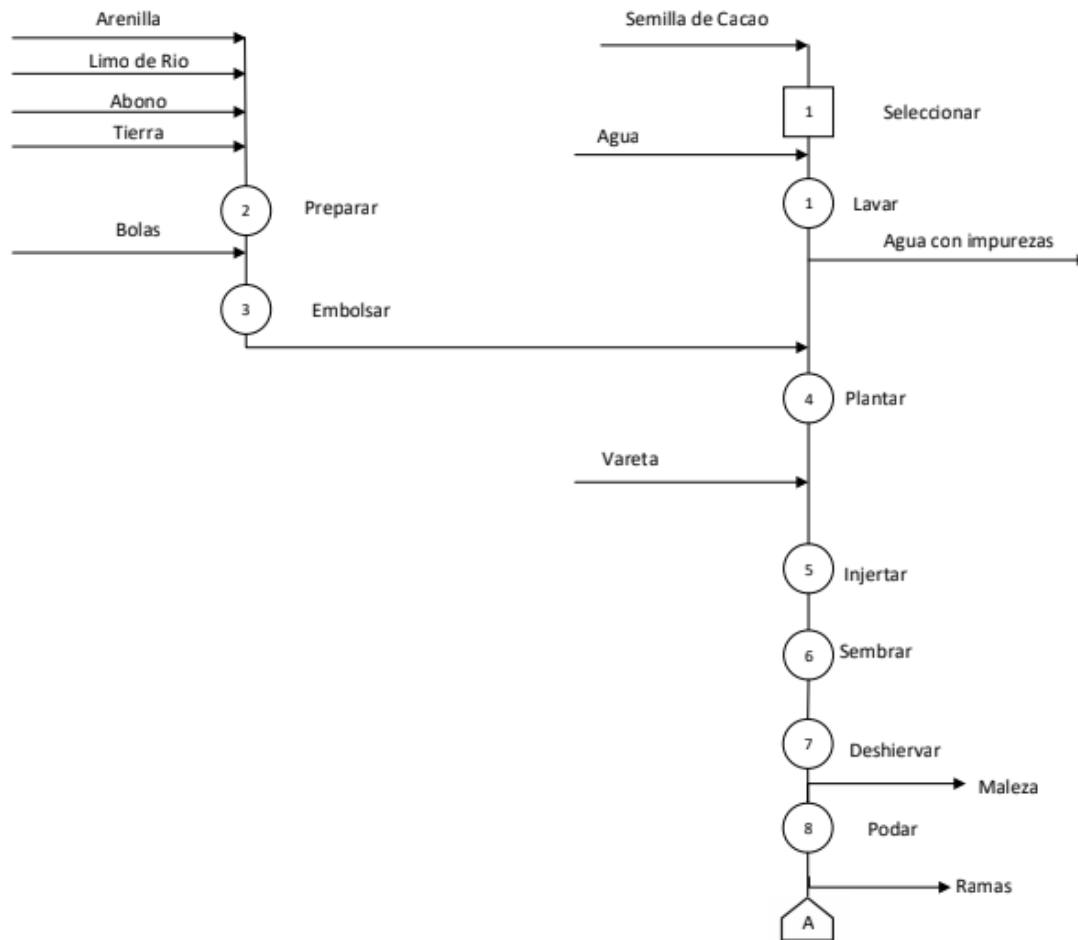 Arenilla
Semilla de Cacao
Limo de Rio
Abono
1
Seleccionar
Tierra
Agua
2
Preparar
1
Lavar
Bolas
Agua con impurezas
3
Embolsar
4
Plantar
Vareta
5
Injertar
6
Sembrar
7
Deshiervar
Maleza
8
Podar
Ramas
A